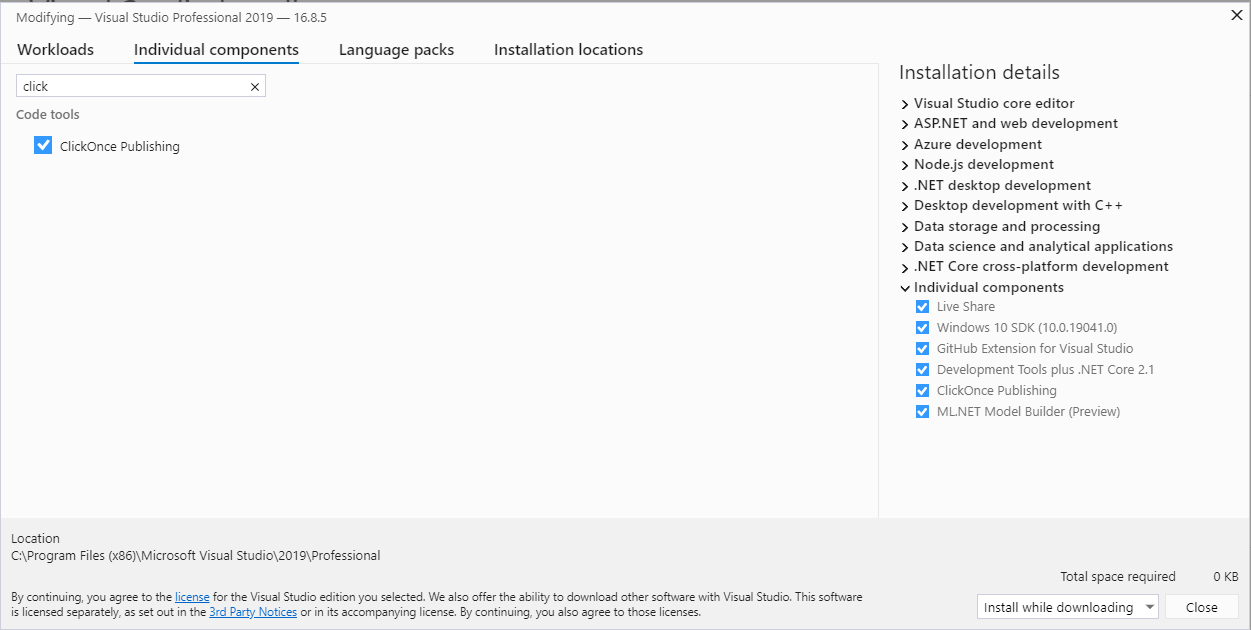 Modifying — Visual Studio Professional 2019 — 16.8.5
Workloads Individual components Language packs Installation locations
click
Code tools
ClickOnce Publishing
Installation details
Visual Studio core editor
ASP.NET and web development
Azure development
Node.js development
.NET desktop development
Desktop development with C++
Data storage and processing
Data science and analytical applications
.NET Core cross-platform development
Individual components
Live Share
Windows 10 SDK (10.0.19041.0)
GitHub Extension for Visual Studio
Development Tools plus .NET Core 2.1
ClickOnce Publishing
ML.NET Model Builder (Preview)
Location
C:\Program Files (x86)\Microsoft Visual Studio\2019\Professional
Total space required 0 KB
By continuing, you agree to the license for the Visual Studio edition you selected. We also offer the ability to download other software with Visual Studio. This software
is licensed separately, as set out in the 3rd Party Notices or in its accompanying license. By continuing, you also agree to those licenses.
Install while downloading Close